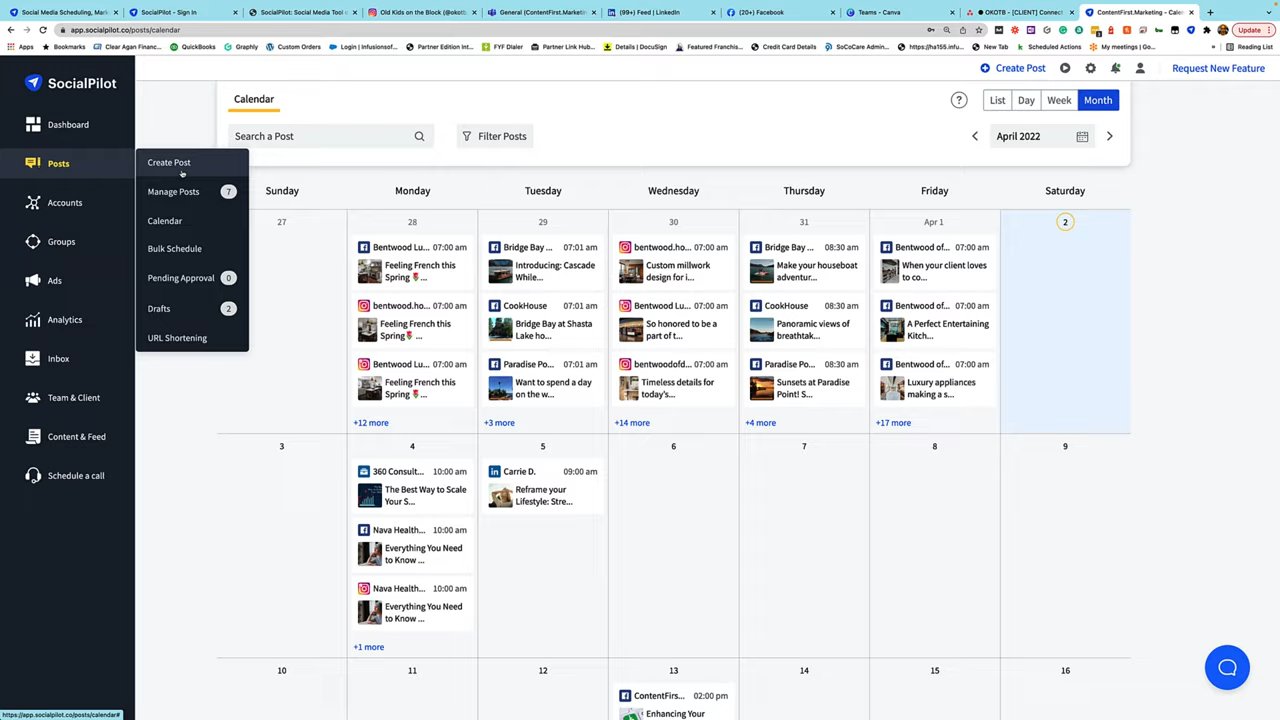 Social Media Scheduling, Mark
SocialPilot - Sign In
SocialPilot: Social Media Tool
Old Kids on the Block (@okotb
General (ContentFirst.Marketin
(99+) Feed | LinkedIn
(20+) Facebook
Teams - Canva
OKOTB - [CLIENT] Connect
ContentFirst.Marketing - Cale
app.socialpilot.co/posts/calendar
Update
Apps
Bookmarks
Clear Agan Financ...
QuickBooks
Graphly
Custom Orders
Login | Infusionsof...
Partner Edition Int...
FYF Dialer
Partner Link Hub...
Details | DocuSign
Featured Franchis...
Credit Card Details
SoCoCare Admin...
https://ha155.infu...
New Tab
Scheduled Actions
My meetings | Go...
»
Reading List
SocialPilot
Create Post
Request New Feature
Dashboard
Posts
Accounts
Groups
Ads
Analytics
Inbox
Team & Client
Content & Feed
Schedule a call
Create Post
Manage Posts 7
Calendar
Bulk Schedule
Pending Approval 0
Drafts 2
URL Shortening
Calendar
? List Day Week Month
Search a Post
Filter Posts
April 2022
Sunday Monday Tuesday Wednesday Thursday Friday Saturday
27 28 29 30 31 Apr 1 2
Bentwood Lu... 07:00 am
Feeling French this
Spring🌷...
bentwood.ho... 07:00 am
Feeling French this
Spring🌷...
Bentwood Lu... 07:00 am
Feeling French this
Spring🌷...
+12 more
Bridge Bay ... 07:01 am
Introducing: Cascade
While...
CookHouse 07:01 am
Bridge Bay at Shasta
Lake ho...
Paradise Po... 07:01 am
Want to spend a day
on the w...
+3 more
bentwood.ho... 07:00 am
Custom millwork
design for i...
Bentwood Lu... 07:00 am
So honored to be a
part of t...
bentwoodofd... 07:00 am
Timeless details for
today's...
+14 more
Bridge Bay ... 08:30 am
Make your houseboat
adventur...
CookHouse 08:30 am
Panoramic views of
breathtak...
Paradise Po... 08:30 am
Sunsets at Paradise
Point! S...
+4 more
Bentwood of... 07:00 am
When your client loves
to co...
Bentwood of... 07:00 am
A Perfect Entertaining
Kitch...
Bentwood of... 07:00 am
Luxury appliances
making a s...
+17 more
3 4 5 6 7 8 9
360 Consult... 10:00 am
The Best Way to Scale
Your S...
Nava Health... 10:00 am
Everything You Need
to Know ...
Nava Health... 10:00 am
Everything You Need
to Know ...
+1 more
Carrie D. 09:00 am
Reframe your
Lifestyle: Stre...
10 11 12 13 14 15 16
ContentFirs... 02:00 pm
Enhancing Your
https://app.socialpilot.co/posts/calendar#